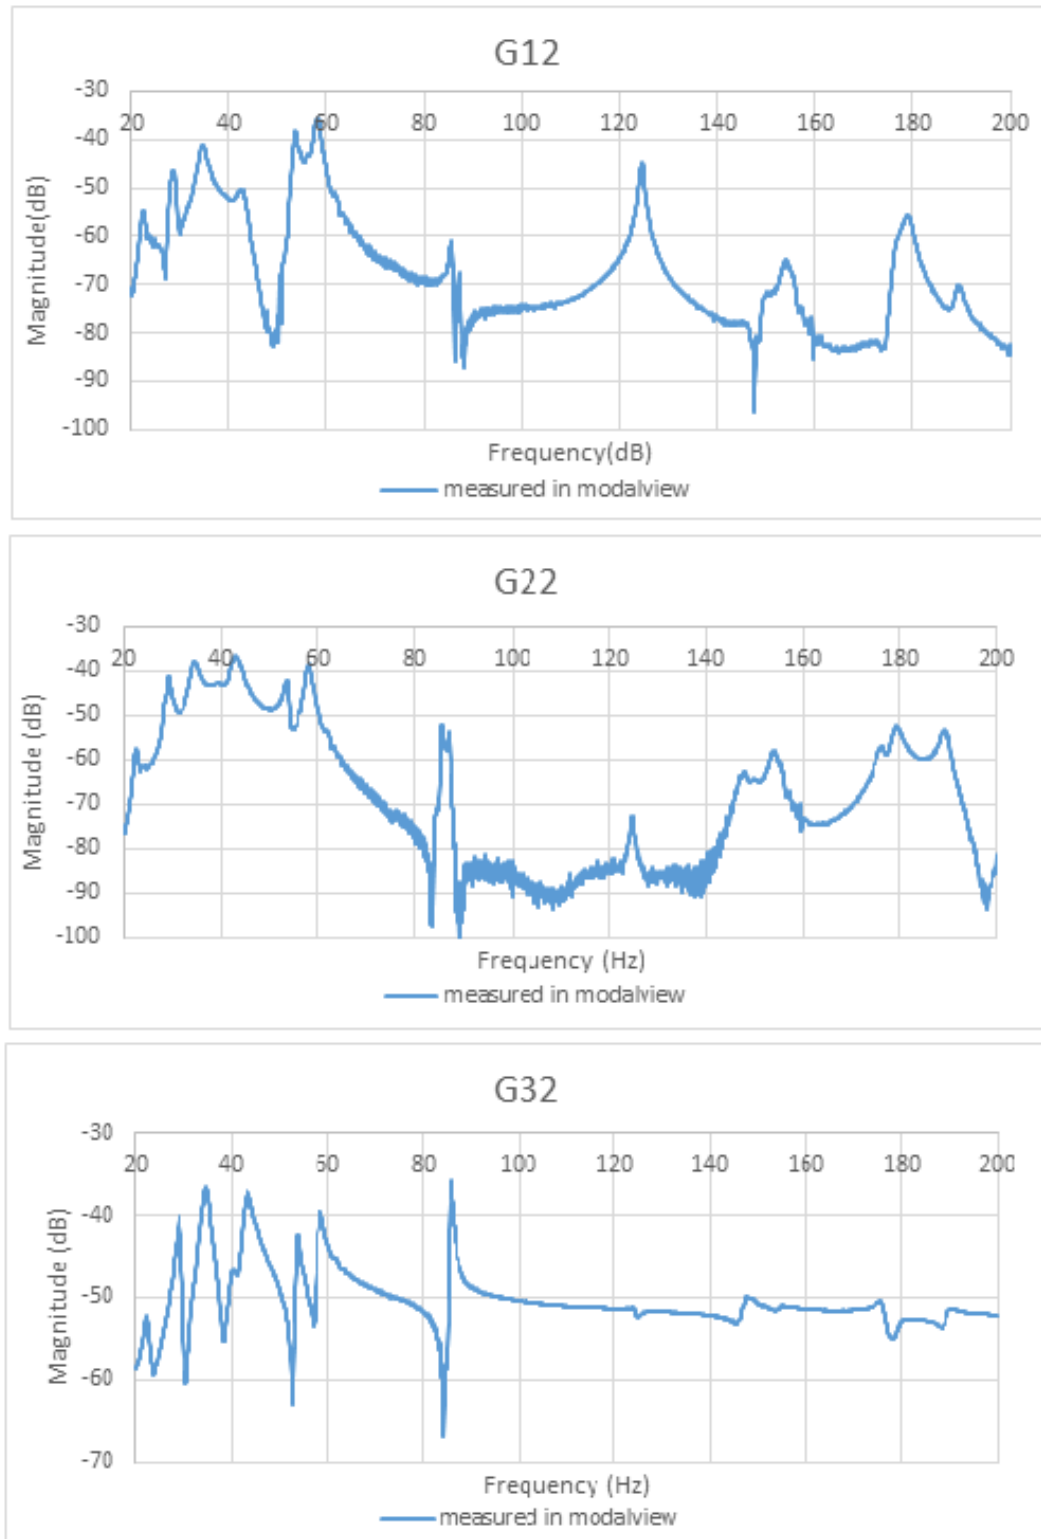 G12
-30
20 40 60 80 100 120 140 160 180 200
-40
-50
-60
-70
-80
-90
-100
Magnitude(dB)
Frequency(dB)
measured in modalview
G22
-30
20 40 60 80 100 120 140 160 180 200
-40
-50
-60
-70
-80
-90
-100
Magnitude (dB)
Frequency (Hz)
measured in modalview
G32
-30
20 40 60 80 100 120 140 160 180 200
-40
-50
-60
-70
Magnitude (dB)
Frequency (Hz)
measured in modalview